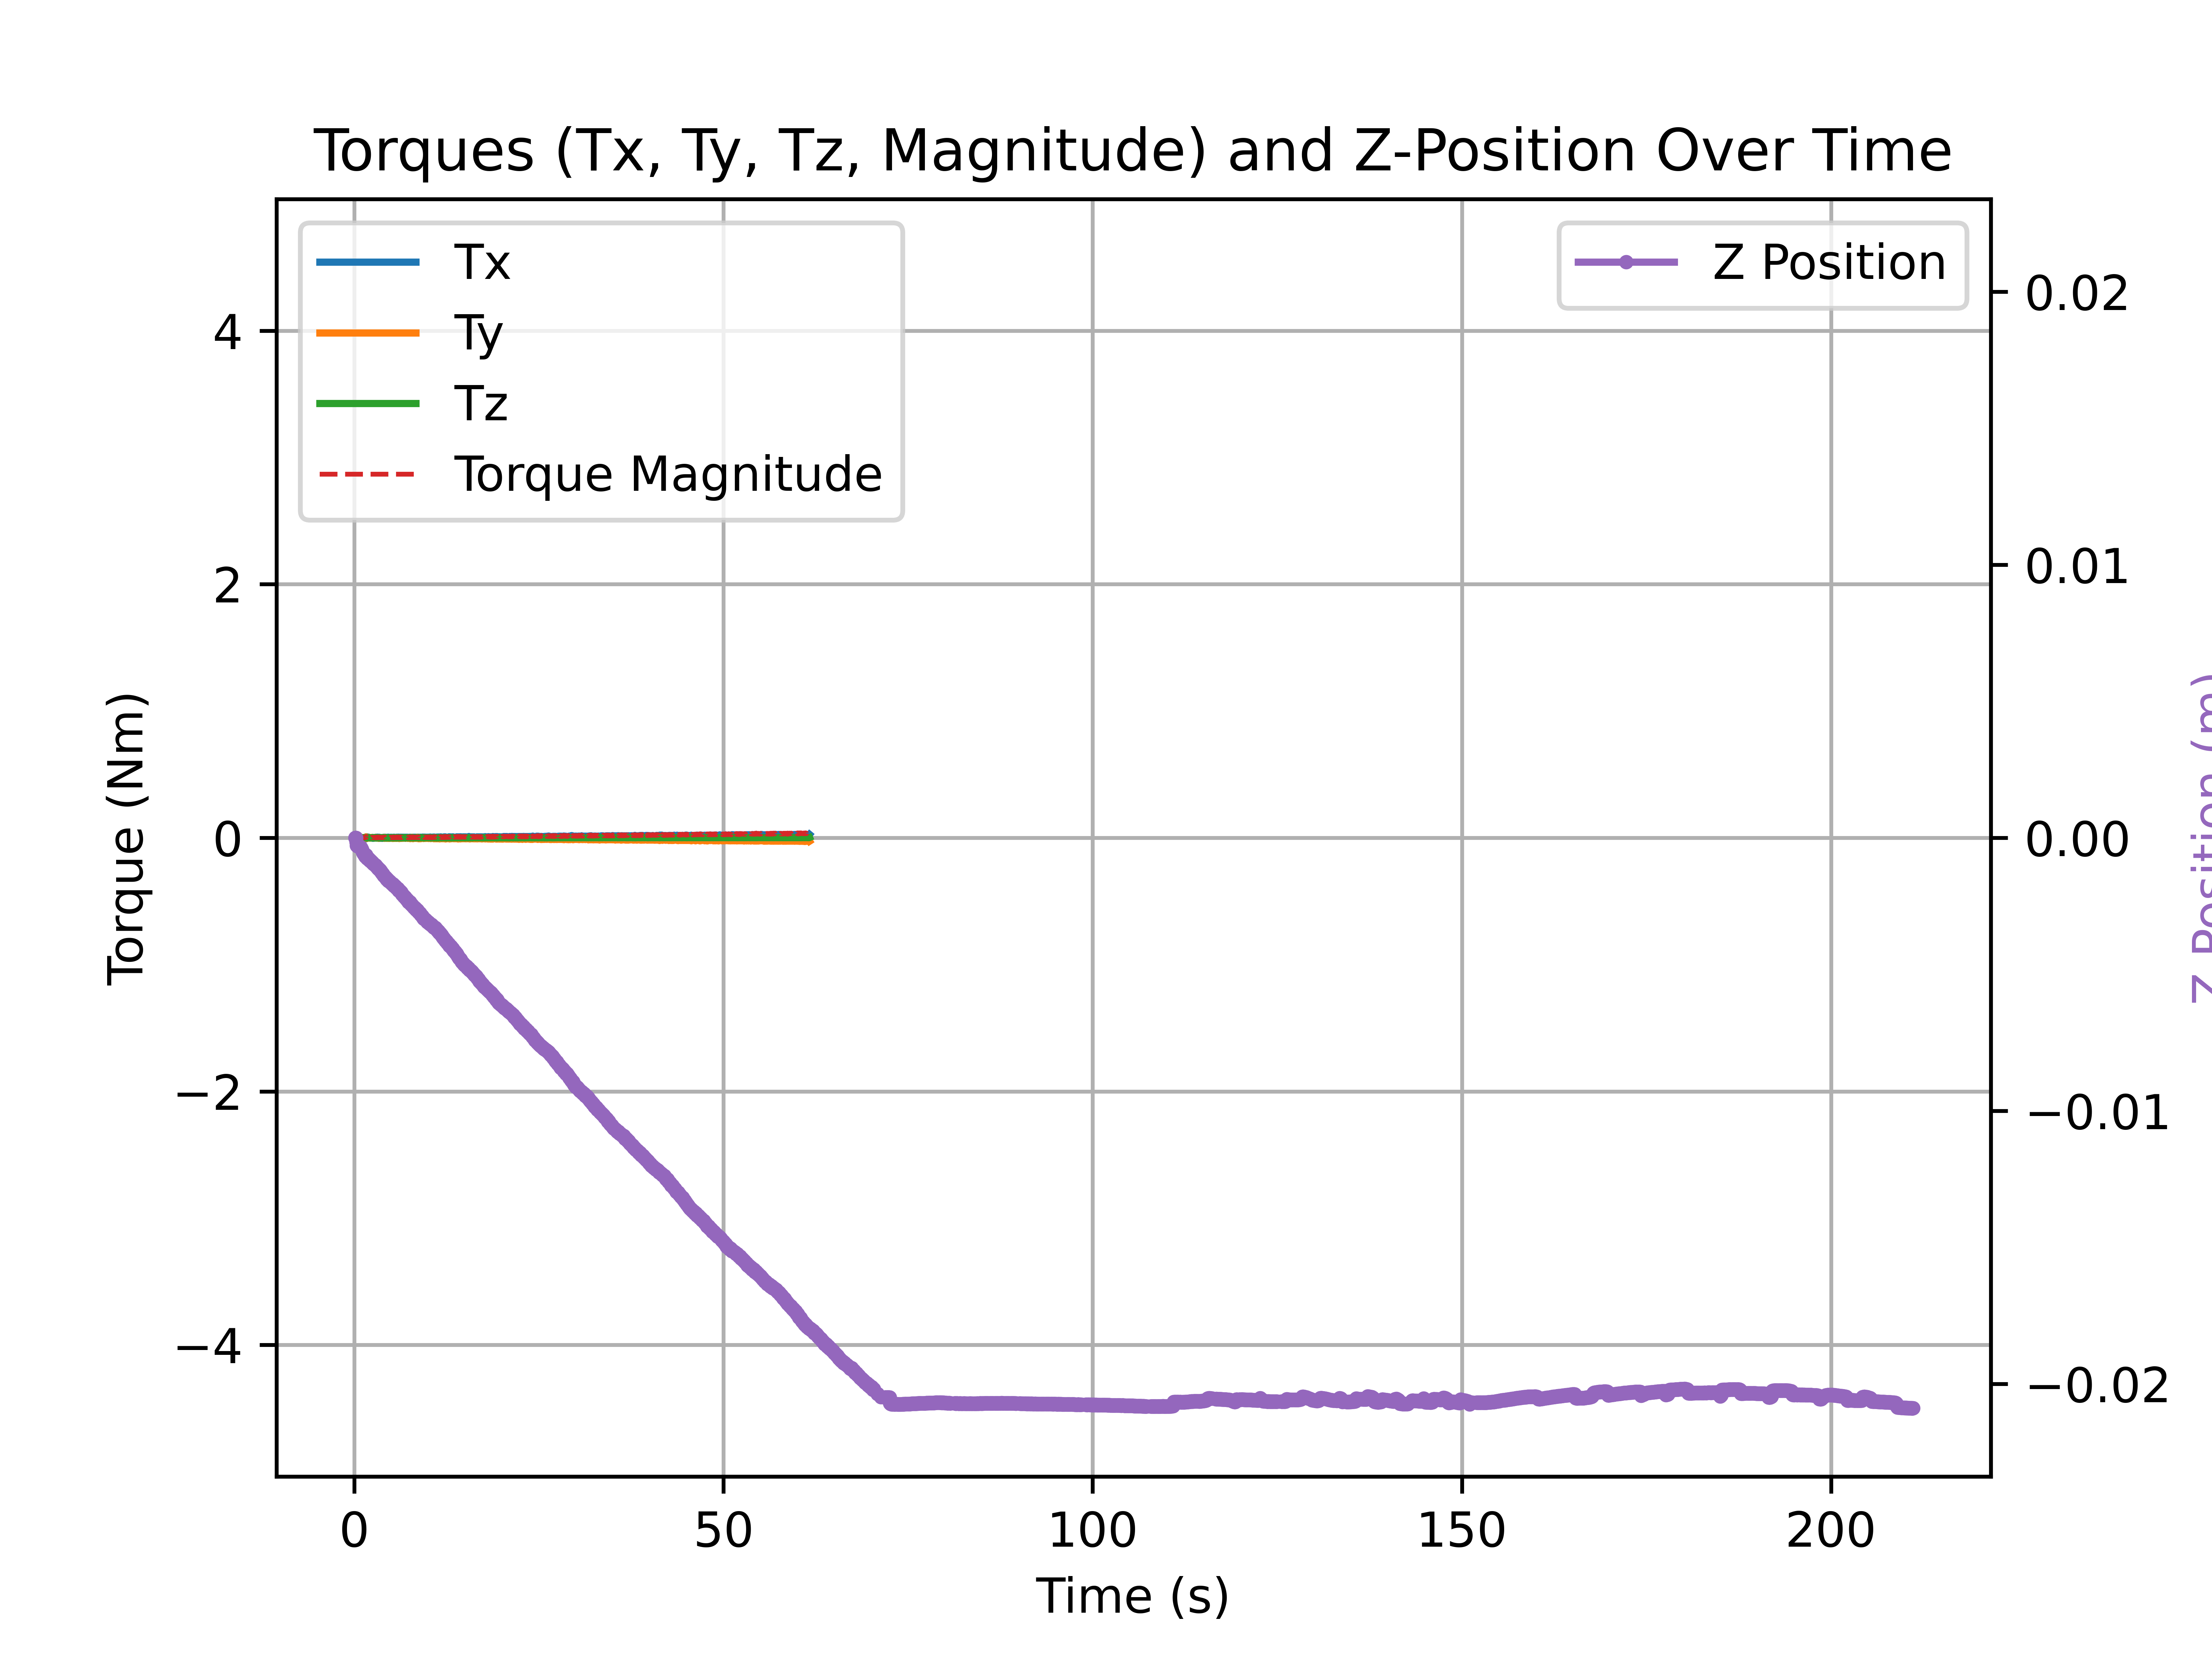 Torques (Tx, Ty, Tz, Magnitude) and Z-Position Over Time
Tx
Ty
Tz
Torque Magnitude
Z Position
4
2
0
−2
−4
Torque (Nm)
0.02
0.01
0.00
−0.01
−0.02
Z Position (m)
0
50
100
150
200
Time (s)